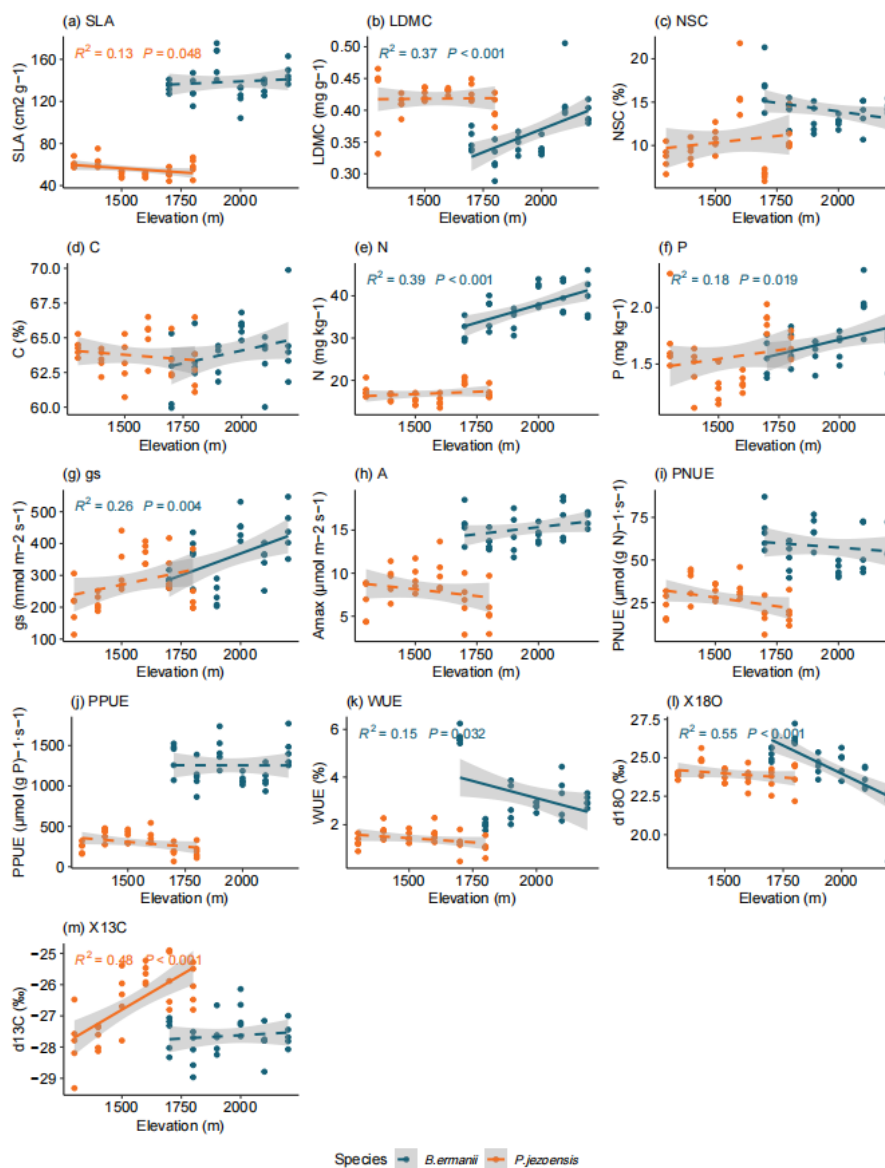 (a) SLA
R² = 0.13 P = 0.048
SLA (cm2 g−1)
160
120
80
40
1500 1750 2000
Elevation (m)
(b) LDMC
R² = 0.37 P < 0.001
LDMC (mg g−1)
0.50
0.45
0.40
0.35
0.30
1500 1750 2000
Elevation (m)
(c) NSC
NSC (%)
20
15
10
1500 1750 2000
Elevation (m)
(d) C
C (%)
70.0
67.5
65.0
62.5
60.0
1500 1750 2000
Elevation (m)
(e) N
R² = 0.39 P < 0.001
N (mg kg−1)
40
30
20
1500 1750 2000
Elevation (m)
(f) P
R² = 0.18 P = 0.019
P (mg kg−1)
2.0
1.6
1.2
1500 1750 2000
Elevation (m)
(g) gs
R² = 0.26 P = 0.004
gs (mmol m−2 s−1)
500
400
300
200
100
1500 1750 2000
Elevation (m)
(h) A
Amax (µmol m−2 s−1)
20
15
10
5
1500 1750 2000
Elevation (m)
(i) PNUE
PNUE (µmol (g N)−1·s−1)
75
50
25
1500 1750 2000
Elevation (m)
(j) PPUE
PPUE (µmol (g P)−1·s−1)
1500
1000
500
0
1500 1750 2000
Elevation (m)
(k) WUE
R² = 0.15 P = 0.032
WUE (%)
6
4
2
1500 1750 2000
Elevation (m)
(l) X18O
R² = 0.55 P < 0.001
d18O (‰)
27.5
25.0
22.5
20.0
1500 1750 2000
Elevation (m)
(m) X13C
R² = 0.48 P < 0.001
d13C (‰)
−25
−26
−27
−28
−29
1500 1750 2000
Elevation (m)
Species B.ermanii P.jezoensis